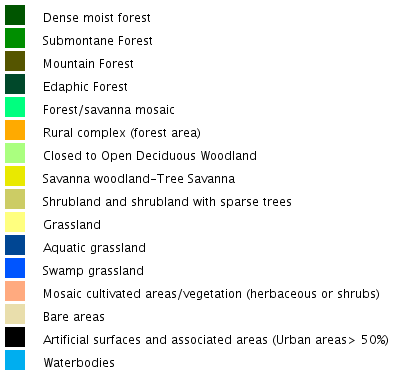 Dense moist forest
Submontane Forest
Mountain Forest
Edaphic Forest
Forest/savanna mosaic
Rural complex (forest area)
Closed to Open Deciduous Woodland
Savanna woodland-Tree Savanna
Shrubland and shrubland with sparse trees
Grassland
Aquatic grassland
Swamp grassland
Mosaic cultivated areas/vegetation (herbaceous or shrubs)
Bare areas
Artificial surfaces and associated areas (Urban areas> 50%)
Waterbodies